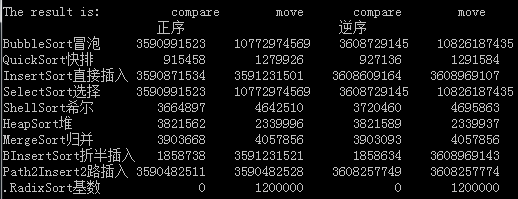 The result is: compare move compare move
正序 逆序
BubbleSort冒泡 3590991523 10772974569 3608729145 10826187435
QuickSort快排 915458 1279926 927136 1291584
InsertSort直接插入 3590871534 3591231501 3608609164 3608969107
SelectSort选择 3590991523 10772974569 3608729145 10826187435
ShellSort希尔 3664897 4642510 3720460 4695863
HeapSort堆 3821562 2339996 3821589 2339937
MergeSort归并 3903668 4057856 3903093 4057856
BInsertSort折半插入 1858738 3591231521 1858634 3608969143
Path2Insert2路插入 3590482511 3590482528 3608257749 3608257774
.RadixSort基数 0 1200000 0 1200000